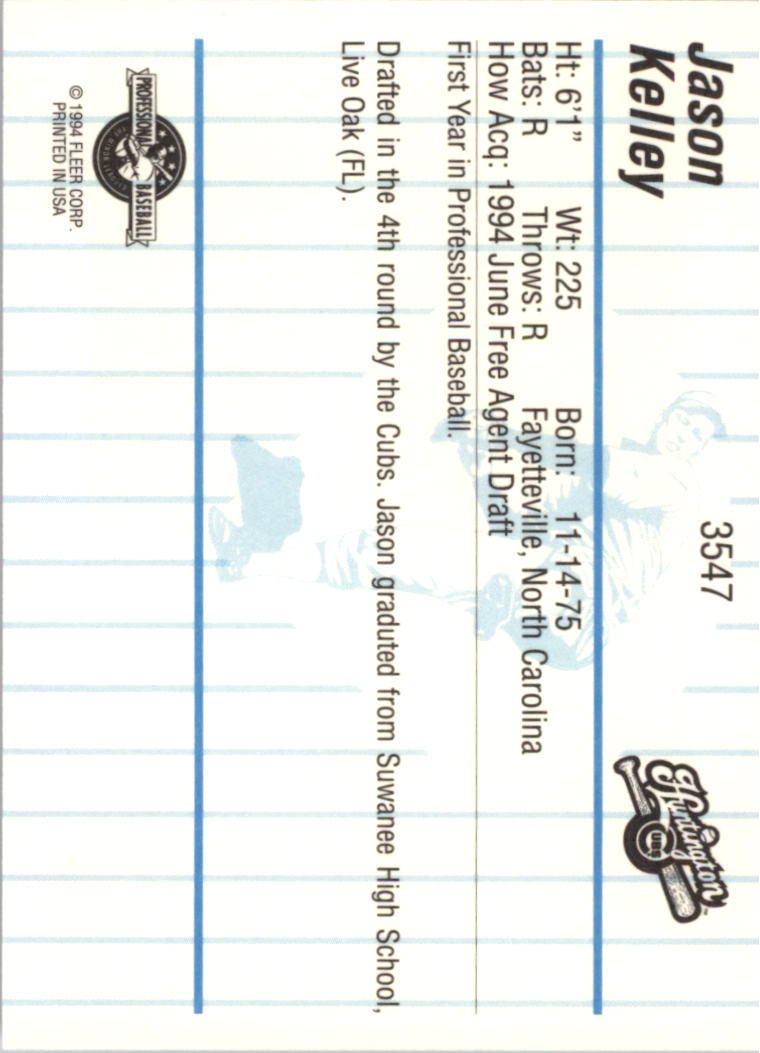 Jason
Kelley
3547
Huntington
CUBS
Ht: 6'1” Wt: 225 Born: 11-14-75
Bats: R Throws: R Fayetteville, North Carolina
How Acq: 1994 June Free Agent Draft
First Year in Professional Baseball.
Drafted in the 4th round by the Cubs. Jason graduted from Suwanee High School,
Live Oak (FL).
PROFESSIONAL BASEBALL
© 1994 FLEER CORP.
PRINTED IN USA